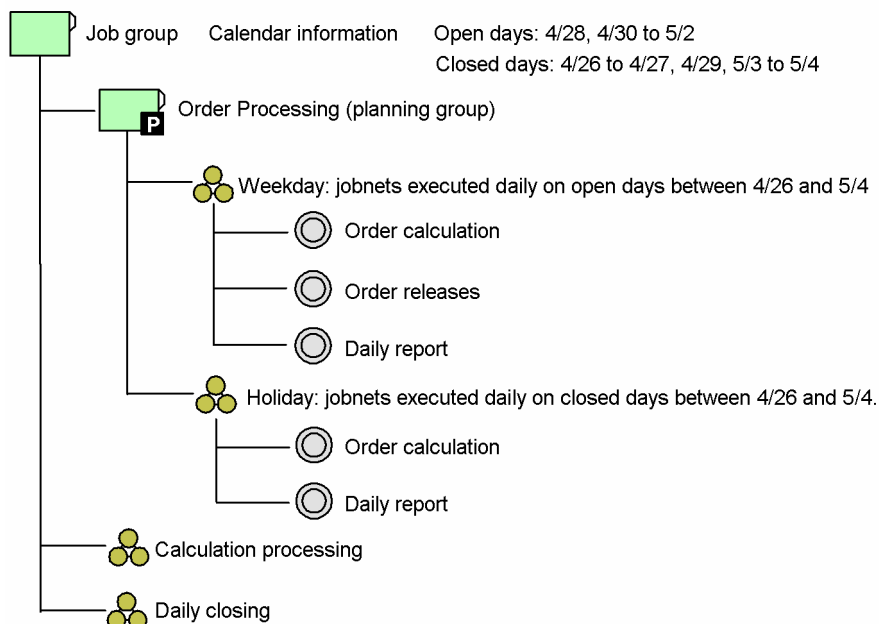 Job group Calendar information Open days: 4/28, 4/30 to 5/2
Closed days: 4/26 to 4/27, 4/29, 5/3 to 5/4
Order Processing (planning group)
P
Weekday: jobnets executed daily on open days between 4/26 and 5/4
Order calculation
Order releases
Daily report
Holiday: jobnets executed daily on closed days between 4/26 and 5/4.
Order calculation
Daily report
Calculation processing
Daily closing